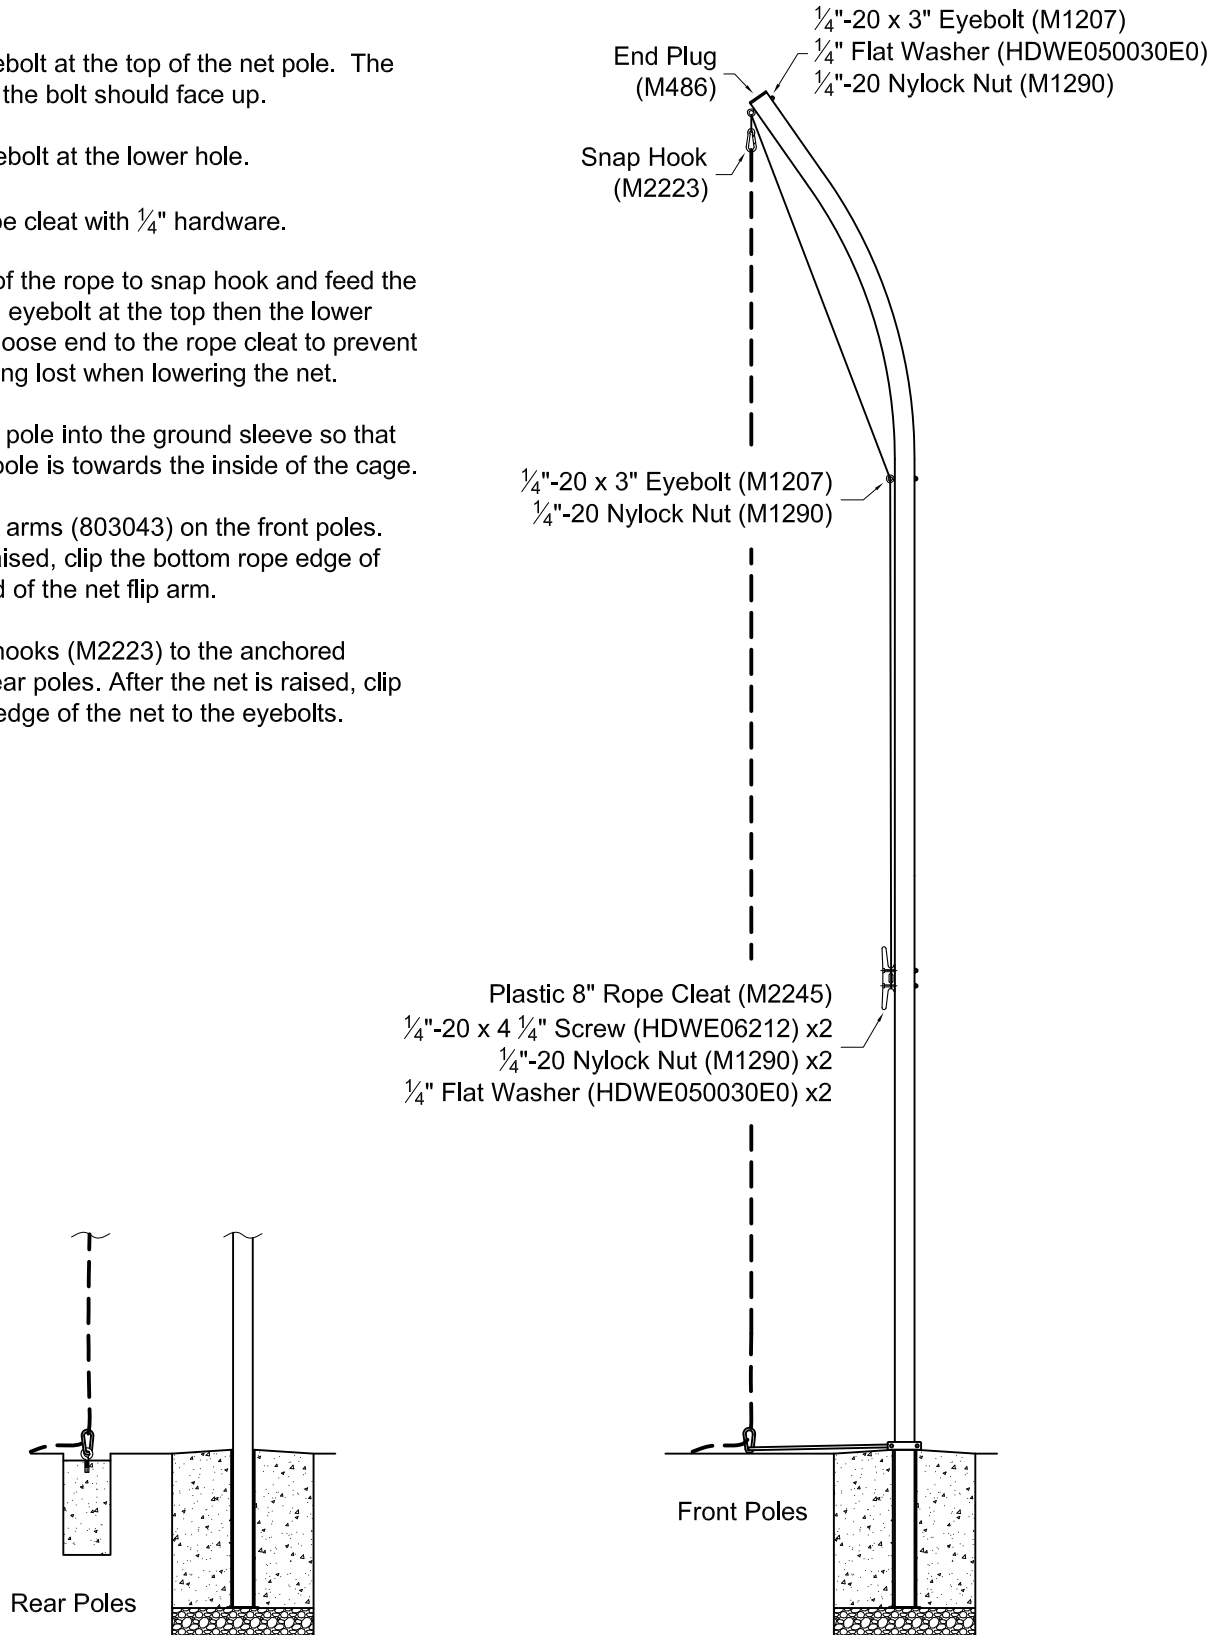 ebolt at the top of the net pole. The
the bolt should face up.
ebolt at the lower hole.
pe cleat with ¼" hardware.
of the rope to snap hook and feed the
eyebolt at the top then the lower
oose end to the rope cleat to prevent
ng lost when lowering the net.
pole into the ground sleeve so that
pole is towards the inside of the cage.
arms (803043) on the front poles.
ised, clip the bottom rope edge of
d of the net flip arm.
hooks (M2223) to the anchored
ear poles. After the net is raised, clip
edge of the net to the eyebolts.
End Plug
(M486)
¼"-20 x 3" Eyebolt (M1207)
¼" Flat Washer (HDWE050030E0)
¼"-20 Nylock Nut (M1290)
Snap Hook
(M2223)
¼"-20 x 3" Eyebolt (M1207)
¼"-20 Nylock Nut (M1290)
Plastic 8" Rope Cleat (M2245)
¼"-20 x 4 ¼" Screw (HDWE06212) x2
¼"-20 Nylock Nut (M1290) x2
¼" Flat Washer (HDWE050030E0) x2
Front Poles
Rear Poles